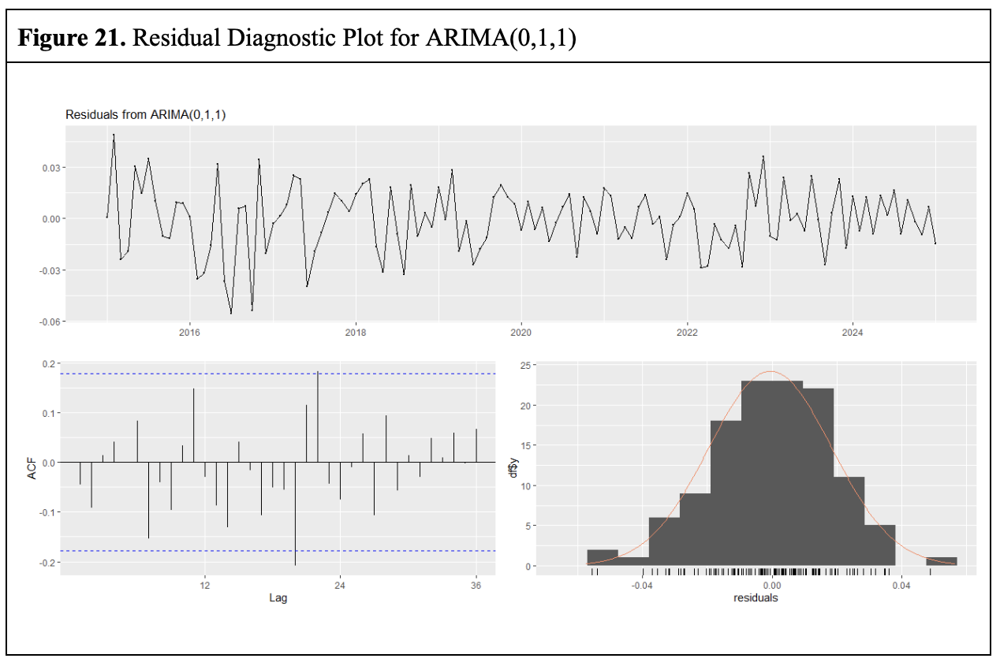 Figure 21. Residual Diagnostic Plot for ARIMA(0,1,1)
Residuals from ARIMA(0,1,1)
0.03
0.00
-0.03
-0.06
2016 2018 2020 2022 2024
0.2
0.1
0.0
-0.1
-0.2
ACF
12 24 36
Lag
25
20
15
10
5
0
df$y
-0.04 0.00 0.04
residuals